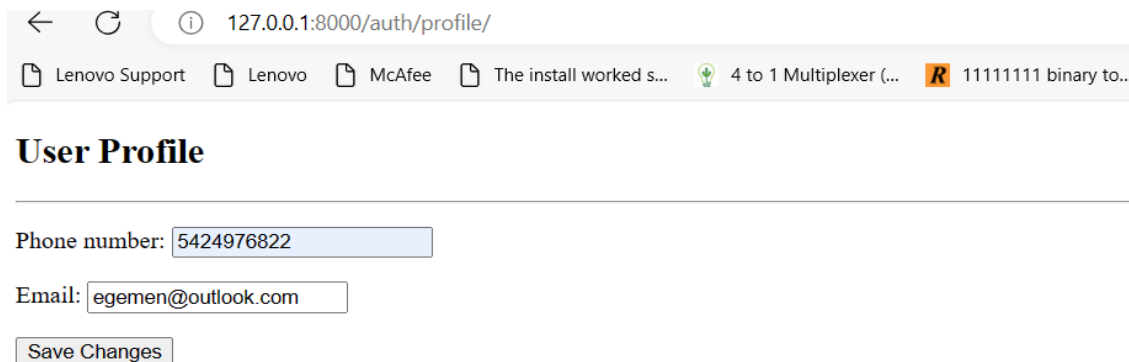 127.0.0.1:8000/auth/profile/
Lenovo Support Lenovo McAfee The install worked s... 4 to 1 Multiplexer (... R 11111111 binary to...
User Profile
Phone number: 5424976822
Email: egemen@outlook.com
Save Changes